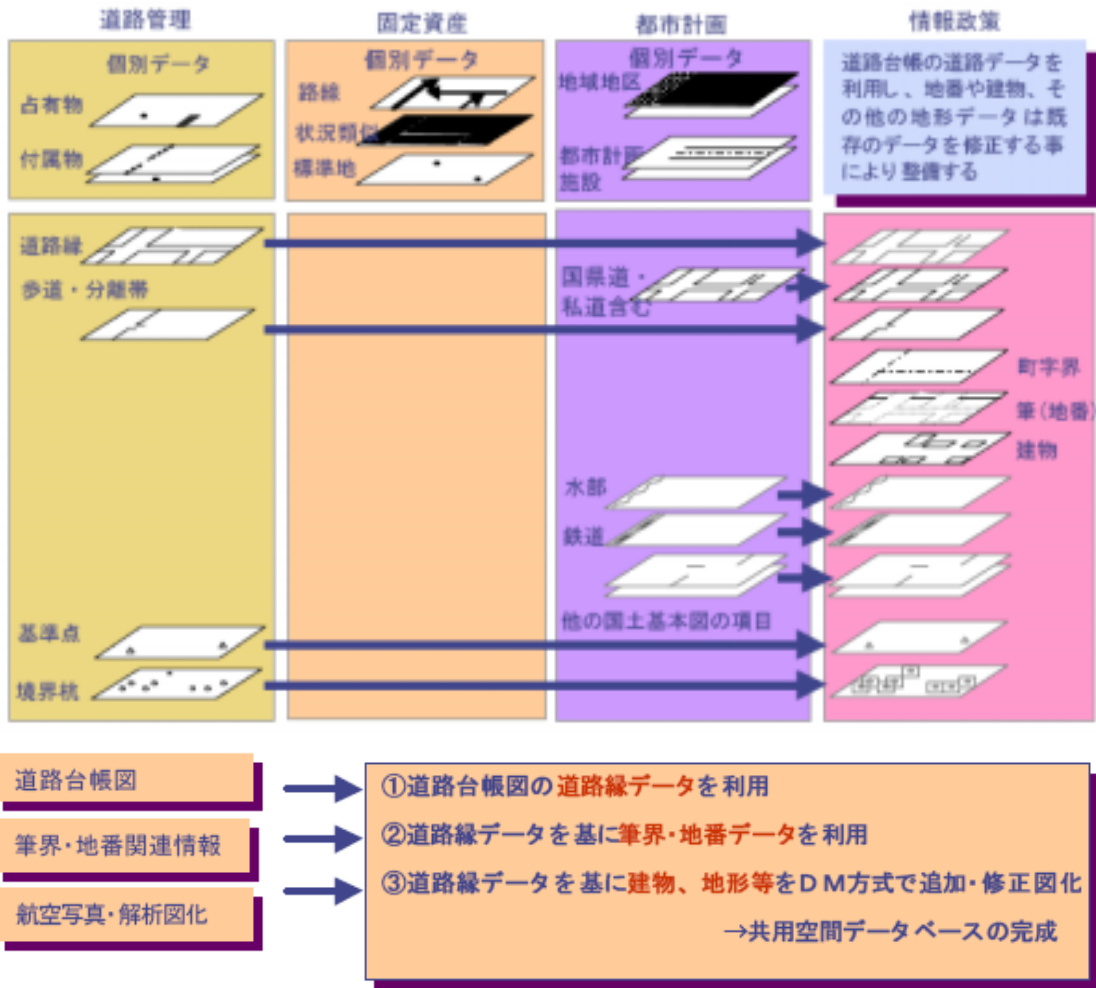 道路管理
固定資産
都市計画
情報政策
個別データ
占有物
付属物
個別データ
路線
状況類似
標準地
個別データ
地域地区
都市計画
施設
道路台帳の道路データを
利用し、地番や建物、そ
の他の地形データは既
存のデータを修正する事
により整備する
道路縁
歩道・分離帯
国県道・
私道含む
町字界
筆(地番)
建物
水部
鉄道
他の国土基本図の項目
基準点
境界杭
道路台帳図
筆界・地番関連情報
航空写真・解析図化
①道路台帳図の道路縁データを利用
②道路縁データを基に筆界・地番データを利用
③道路縁データを基に建物、地形等をDM方式で追加・修正図化
→共用空間データベースの完成